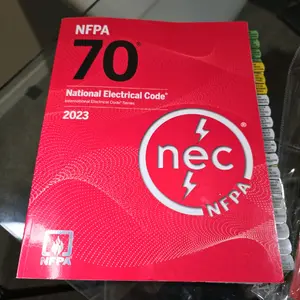 NFPA
70®
National Electrical Code®
International Electrical Code® Series
2023
nec
®
NFPA
NFPA